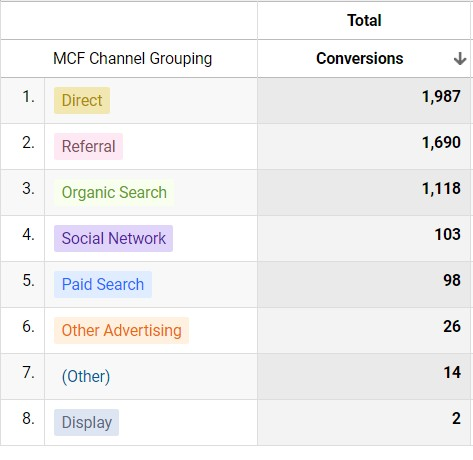 Total
MCF Channel Grouping Conversions
1. Direct 1,987
2. Referral 1,690
3. Organic Search 1,118
4. Social Network 103
5. Paid Search 98
6. Other Advertising 26
7. (Other) 14
8. Display 2